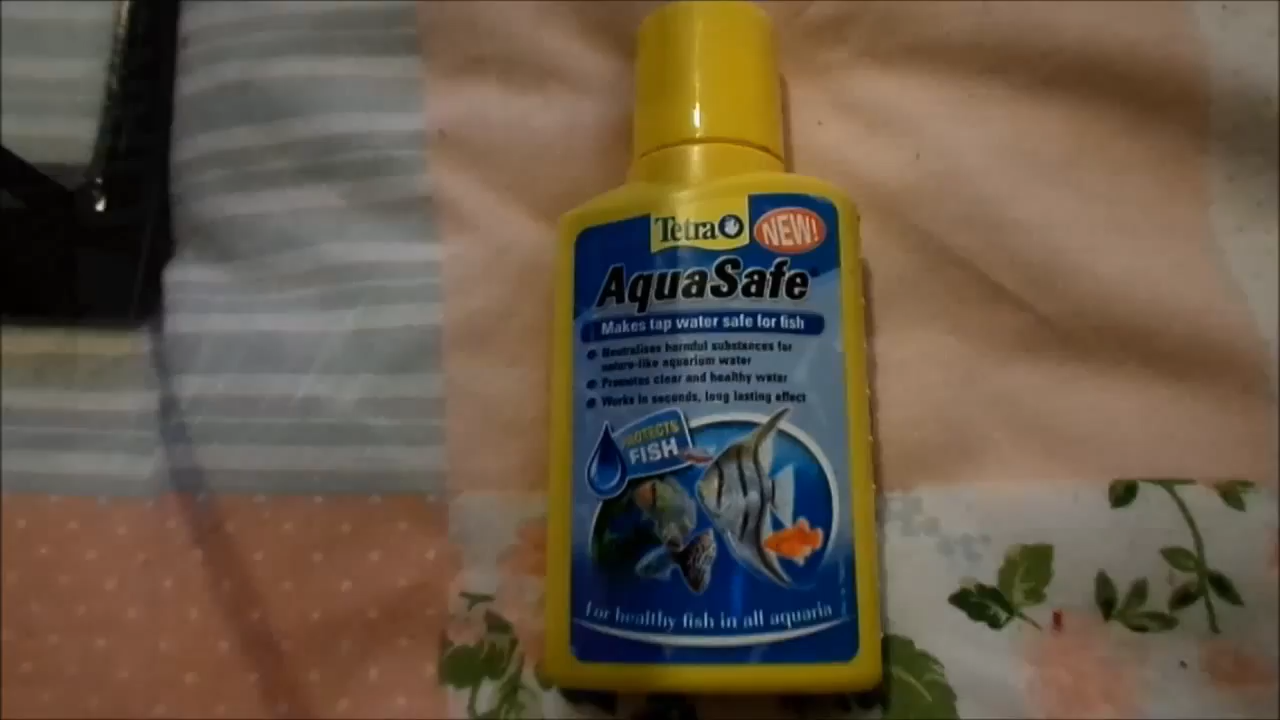 Tetra NEW!
AquaSafe
Makes tap water safe for fish
Neutralises harmful substances for
nature-like aquarium water
Promotes clear and healthy water
Works in seconds, long lasting effect
PROTECTS
FISH
For healthy fish in all aquaria